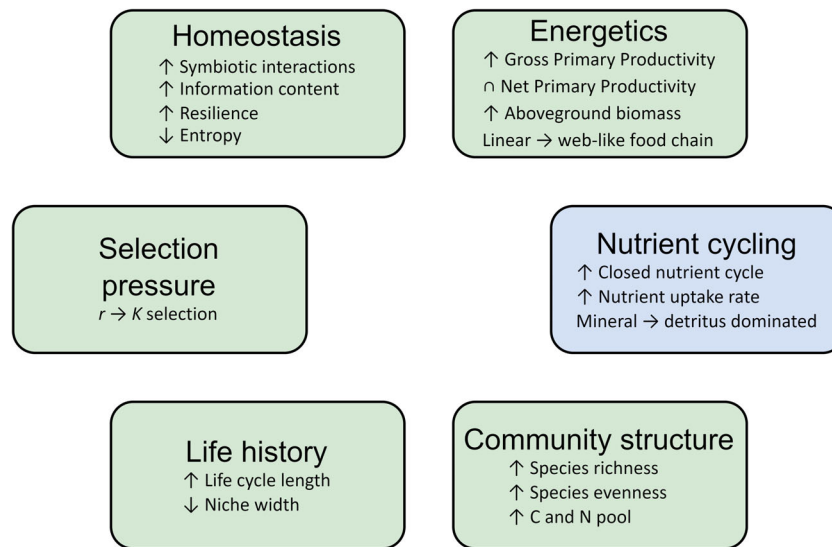 Homeostasis
↑ Symbiotic interactions
↑ Information content
↑ Resilience
↓ Entropy
Energetics
↑ Gross Primary Productivity
∩ Net Primary Productivity
↑ Aboveground biomass
Linear → web-like food chain
Selection
pressure
r → K selection
Nutrient cycling
↑ Closed nutrient cycle
↑ Nutrient uptake rate
Mineral → detritus dominated
Life history
↑ Life cycle length
↓ Niche width
Community structure
↑ Species richness
↑ Species evenness
↑ C and N pool